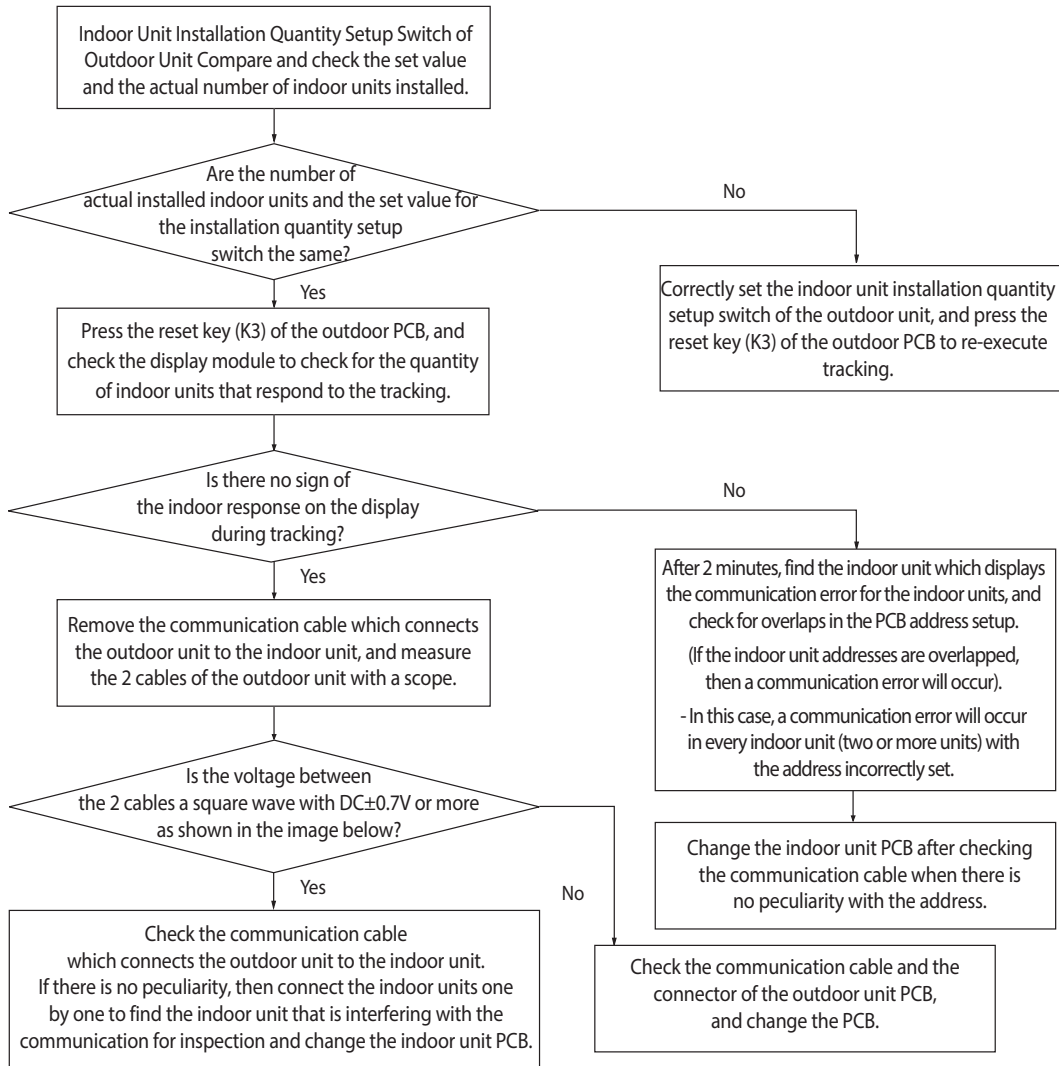 Indoor Unit Installation Quantity Setup Switch of
Outdoor Unit Compare and check the set value
and the actual number of indoor units installed.
Are the number of
actual installed indoor units and the set value for
the installation quantity setup
switch the same?
No
Yes
Correctly set the indoor unit installation quantity
setup switch of the outdoor unit, and press the
reset key (K3) of the outdoor PCB to re-execute
tracking.
Press the reset key (K3) of the outdoor PCB, and
check the display module to check for the quantity
of indoor units that respond to the tracking.
Is there no sign of
the indoor response on the display
during tracking?
No
Yes
After 2 minutes, find the indoor unit which displays
the communication error for the indoor units, and
check for overlaps in the PCB address setup.
(If the indoor unit addresses are overlapped,
then a communication error will occur).
- In this case, a communication error will occur
in every indoor unit (two or more units) with
the address incorrectly set.
Remove the communication cable which connects
the outdoor unit to the indoor unit, and measure
the 2 cables of the outdoor unit with a scope.
Is the voltage between
the 2 cables a square wave with DC±0.7V or more
as shown in the image below?
Change the indoor unit PCB after checking
the communication cable when there is
no peculiarity with the address.
Yes
No
Check the communication cable
which connects the outdoor unit to the indoor unit.
If there is no peculiarity, then connect the indoor units one
by one to find the indoor unit that is interfering with the
communication for inspection and change the indoor unit PCB.
Check the communication cable and the
connector of the outdoor unit PCB,
and change the PCB.